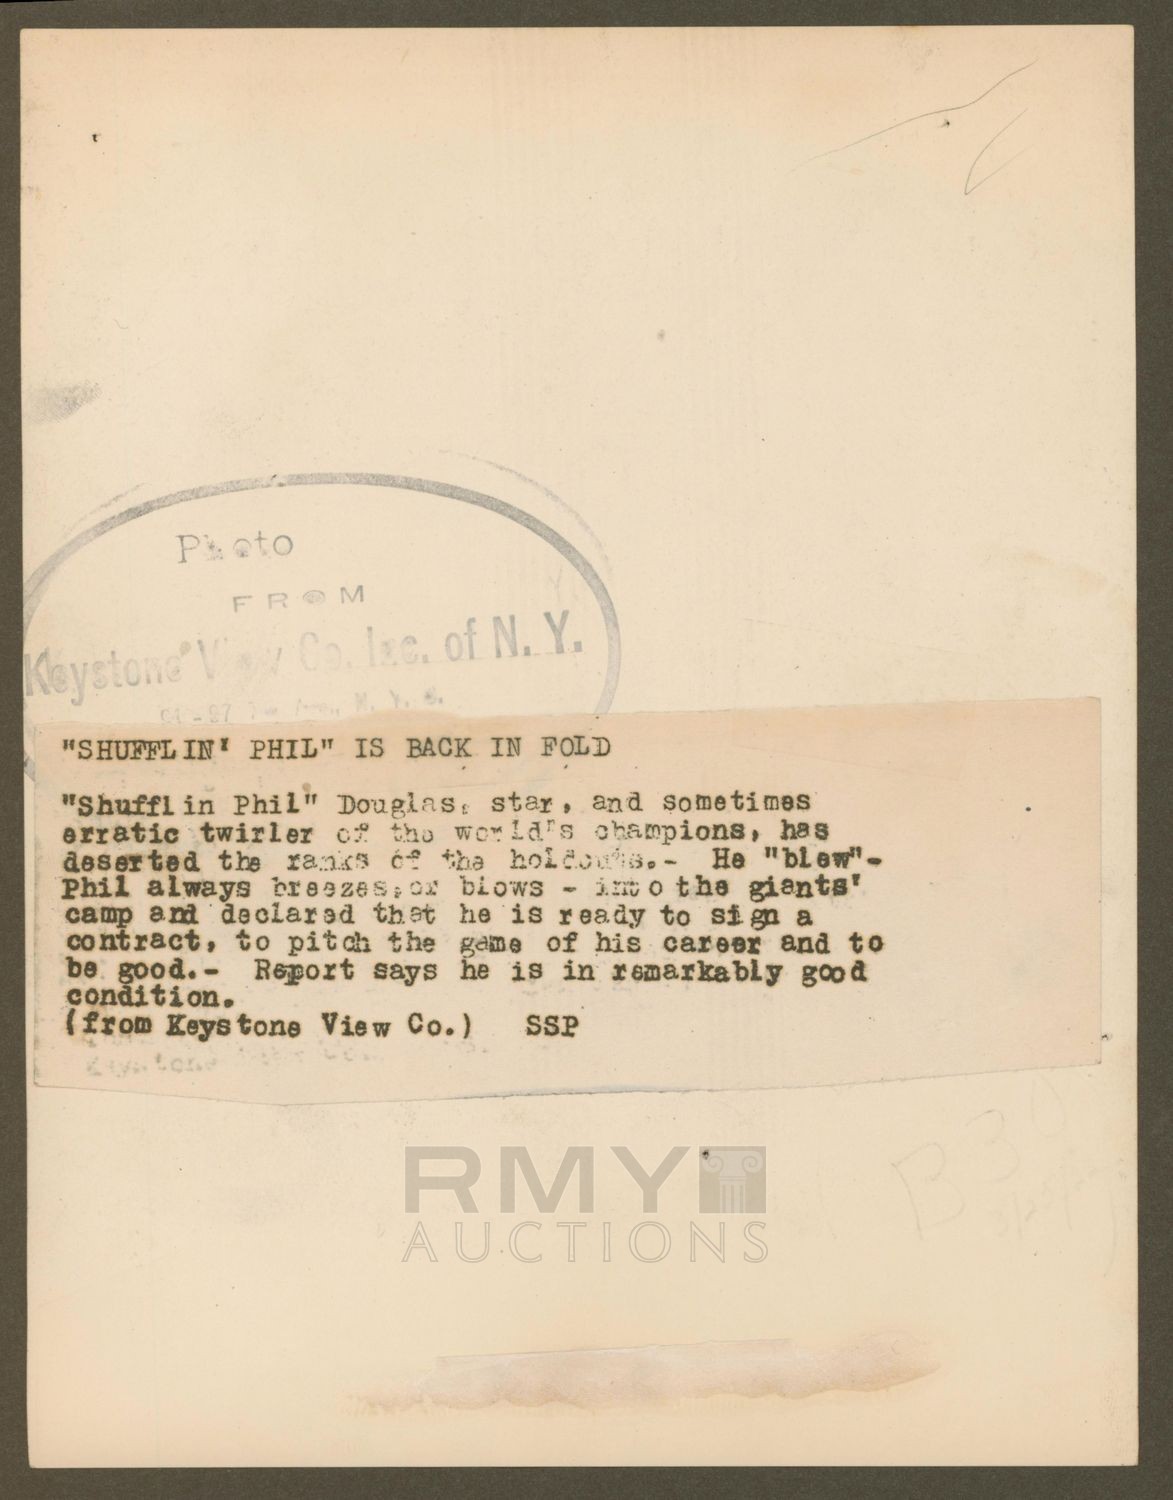 Photo
FROM
Keystone View Co. Inc. of N. Y.
"SHUFFLIN' PHIL" IS BACK IN FOLD
"Shufflin Phil" Douglas, star, and sometimes
erratic twirler of the world's champions, has
deserted the ranks of the holdouts.- He "blew"-
Phil always breezes, or blows - into the giants'
camp and declared that he is ready to sign a
contract, to pitch the game of his career and to
be good.- Report says he is in remarkably good
condition.
(from Keystone View Co.) SSP
RMY
AUCTIONS